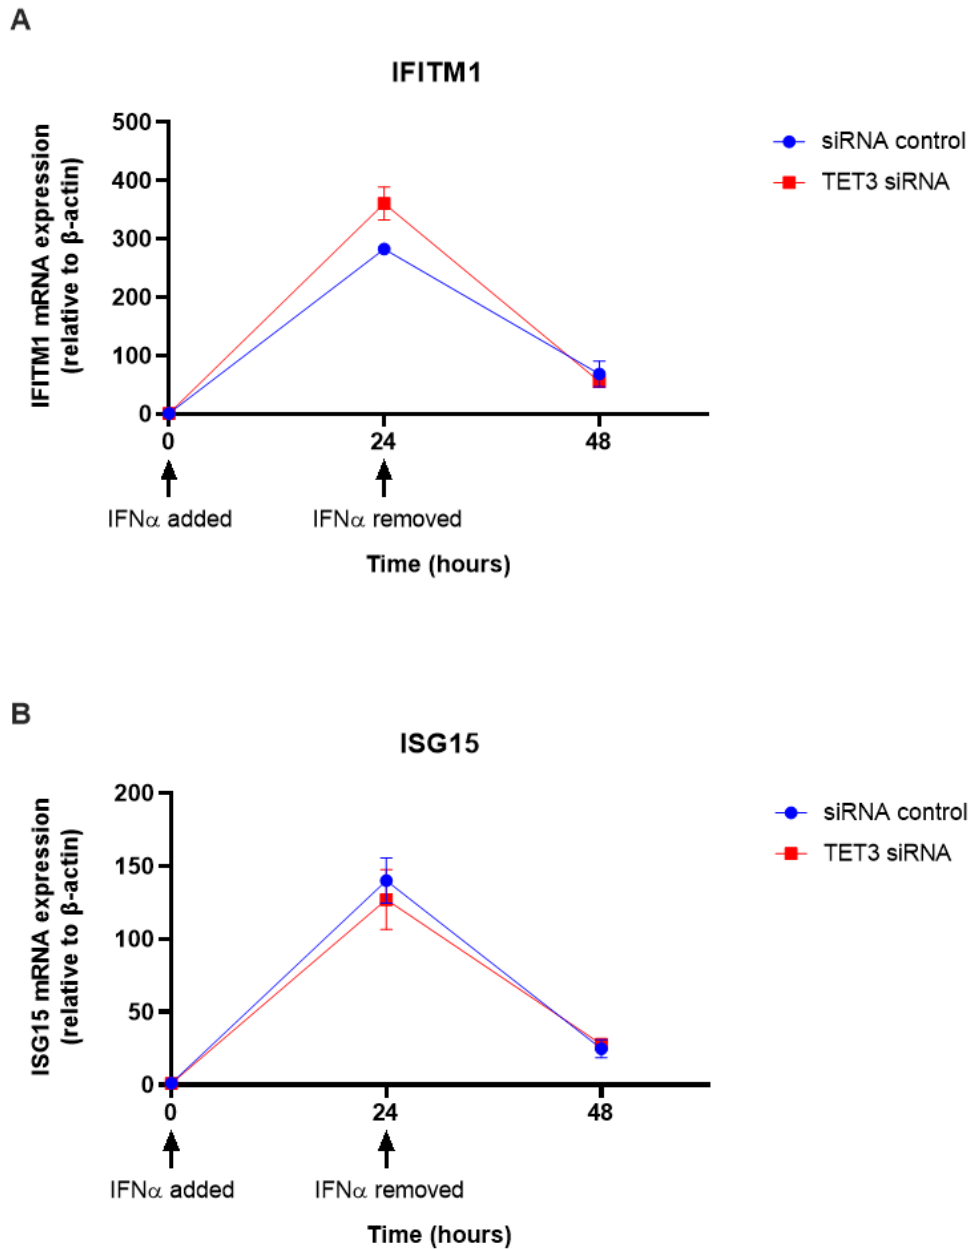 A
IFITM1
500
400
300
200
100
0
IFITM1 mRNA expression
(relative to β-actin)
siRNA control
TET3 siRNA
0 24 48
IFNα added IFNα removed
Time (hours)
B
ISG15
200
150
100
50
0
ISG15 mRNA expression
(relative to β-actin)
siRNA control
TET3 siRNA
0 24 48
IFNα added IFNα removed
Time (hours)